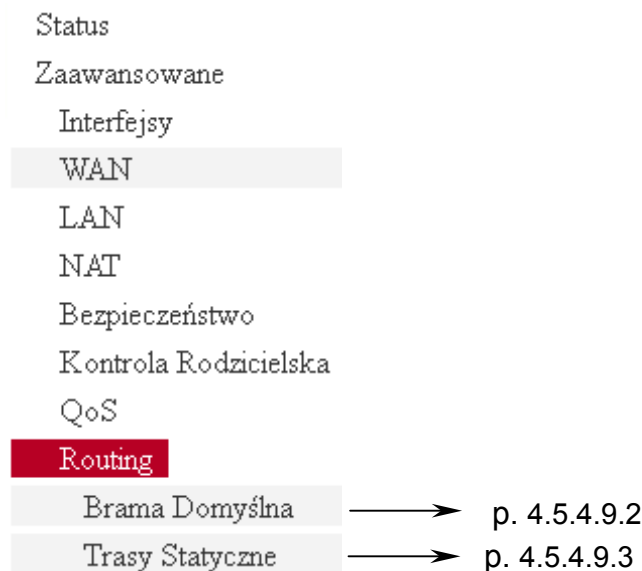 Status
Zaawansowane
Interfejsy
WAN
LAN
NAT
Bezpieczeństwo
Kontrola Rodzicielska
QoS
Routing
Brama Domyślna p. 4.5.4.9.2
Trasy Statyczne p. 4.5.4.9.3